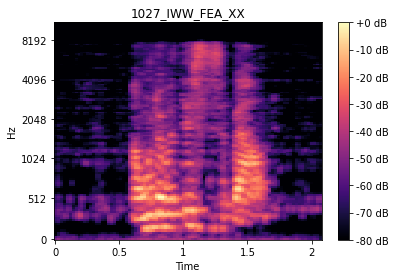 1027_IWW_FEA_XX
8192
4096
2048
1024
512
0
Hz
0
0.5
1
1.5
2
Time
+0 dB
-10 dB
-20 dB
-30 dB
-40 dB
-50 dB
-60 dB
-70 dB
-80 dB